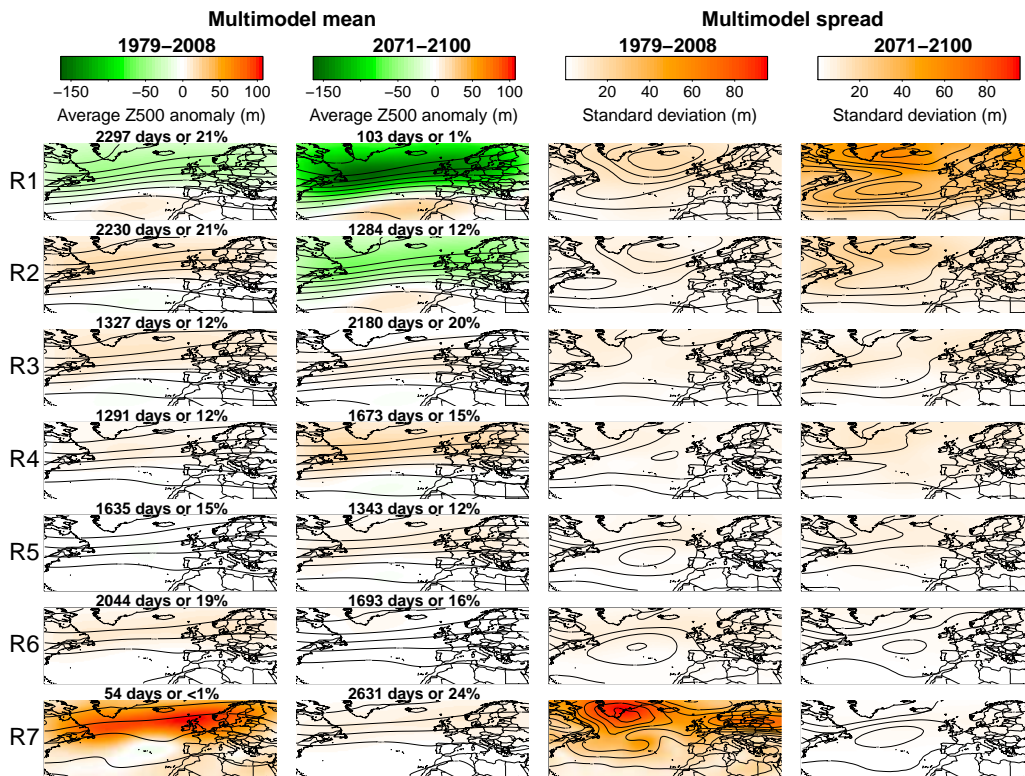 Multimodel mean Multimodel spread
1979−2008 2071−2100 1979−2008 2071−2100
−150 −50 0 50 100 −150 −50 0 50 100 20 40 60 80 20 40 60 80
Average Z500 anomaly (m) Average Z500 anomaly (m) Standard deviation (m) Standard deviation (m)
2297 days or 21% 103 days or 1%
R1
2230 days or 21% 1284 days or 12%
R2
1327 days or 12% 2180 days or 20%
R3
1291 days or 12% 1673 days or 15%
R4
1635 days or 15% 1343 days or 12%
R5
2044 days or 19% 1693 days or 16%
R6
54 days or <1% 2631 days or 24%
R7